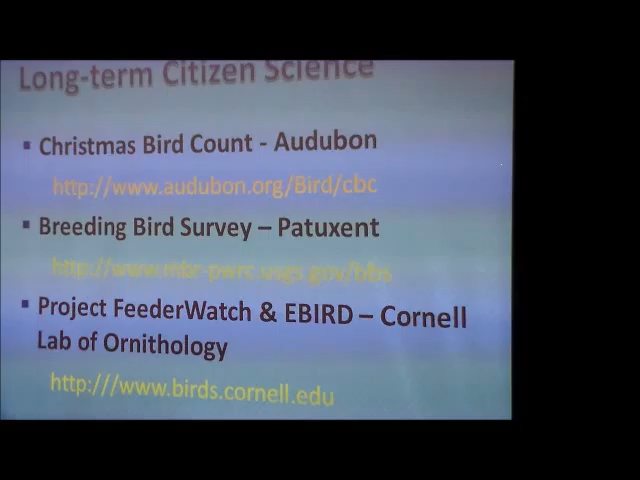 Long-term Citizen Science
▪ Christmas Bird Count - Audubon
http://www.audubon.org/Bird/cbc
▪ Breeding Bird Survey – Patuxent
http://www.mbr-pwrc.usgs.gov/bbs
▪ Project FeederWatch & EBIRD – Cornell
Lab of Ornithology
http:///www.birds.cornell.edu